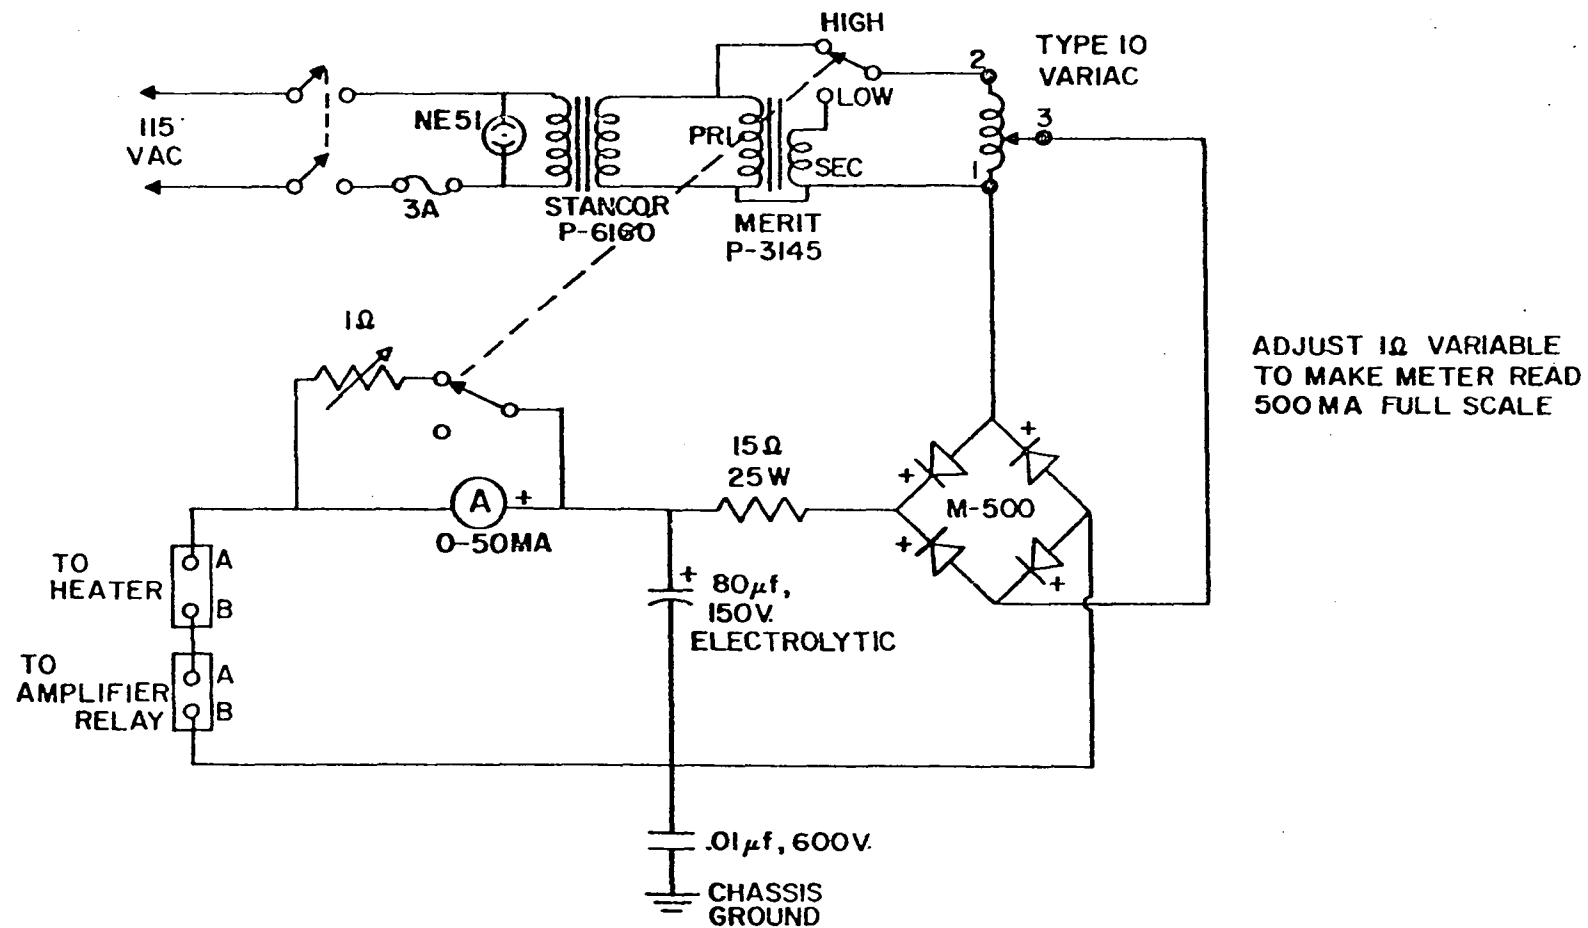 HIGH
TYPE 10
VARIAC
2
LOW
3
115
VAC
NE51
PRI
SEC
1
3A
STANCOR
P-6160
MERIT
P-3145
1Ω
ADJUST 1Ω VARIABLE
TO MAKE METER READ
500MA FULL SCALE
15Ω
25W
+
+
A
+
M-500
0-50MA
+
+
TO
HEATER
A
B
+
80μf,
150V.
ELECTROLYTIC
TO
AMPLIFIER
RELAY
A
B
.01μf, 600V.
CHASSIS
GROUND